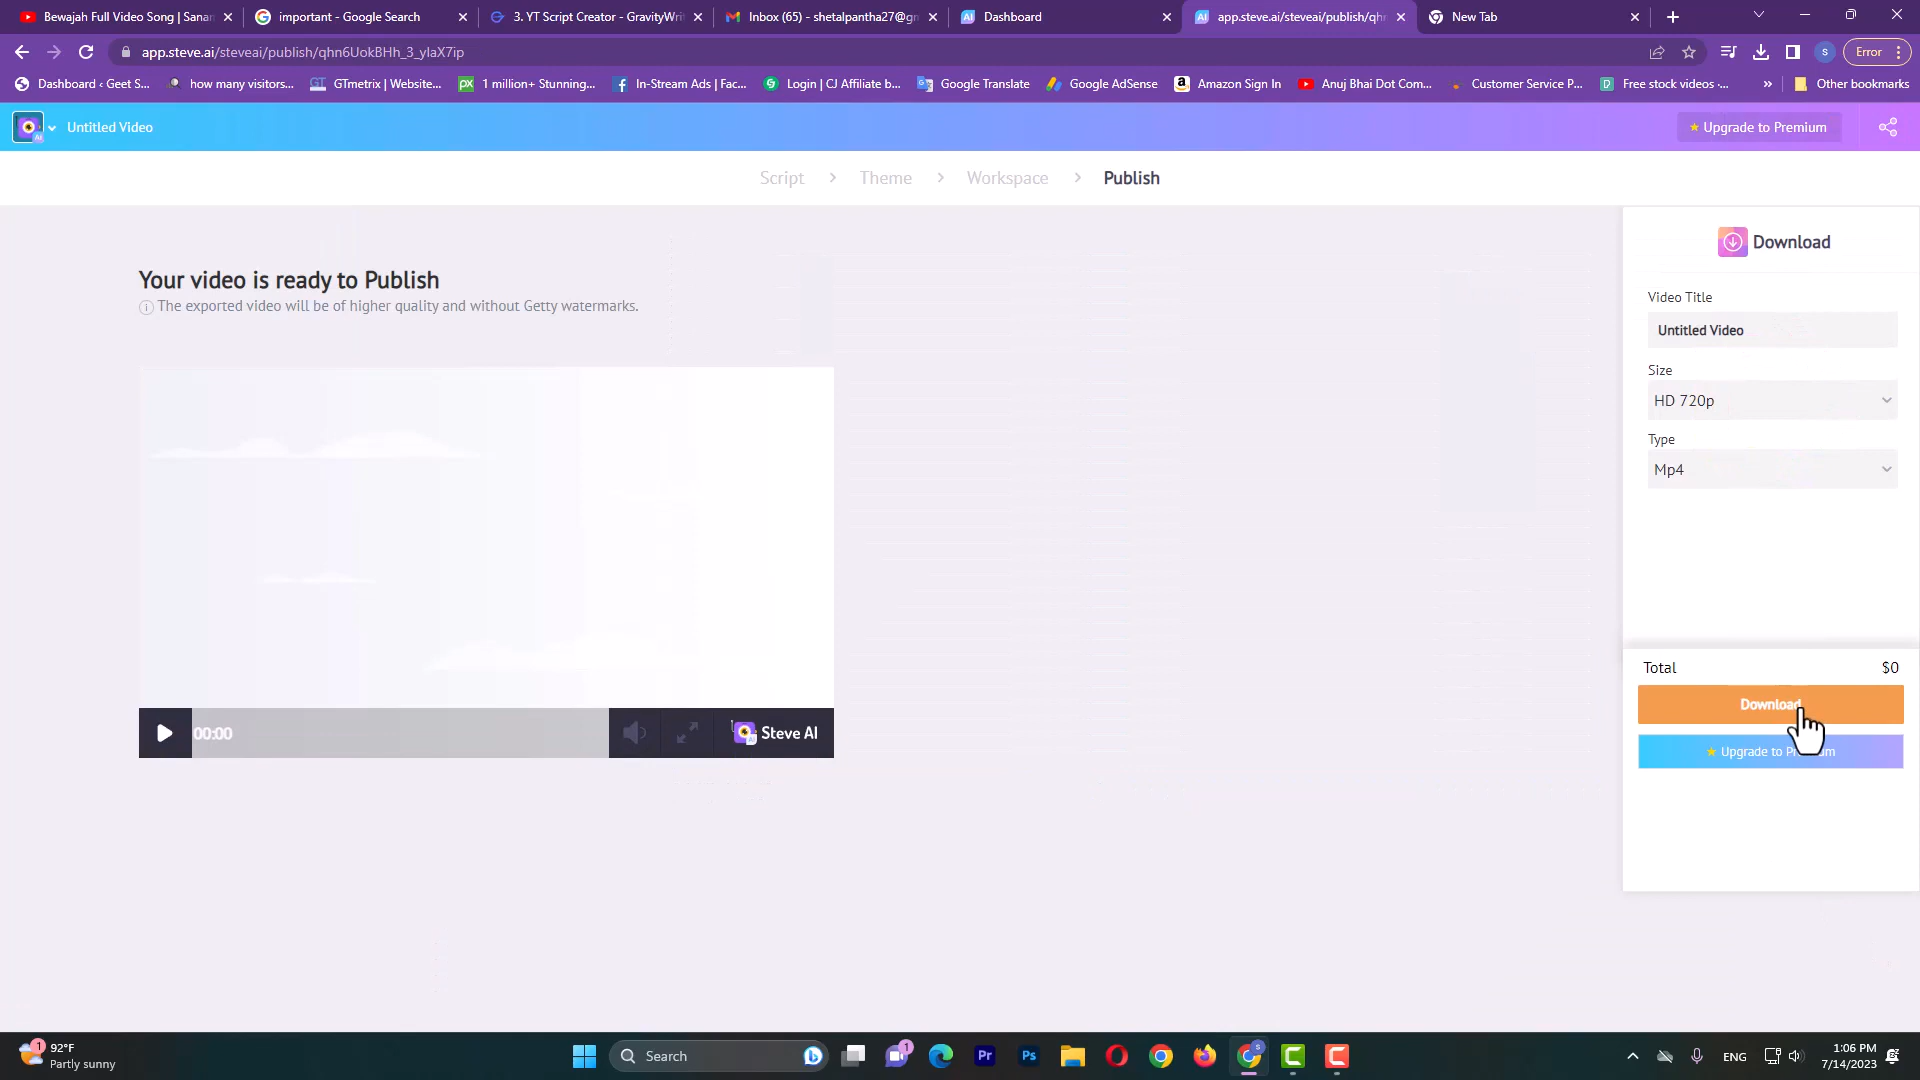 Bewajah Full Video Song | Sanan
important - Google Search
3. YT Script Creator - GravityWri
Inbox (65) - shetalpantha27@gm
Dashboard
app.steve.ai/steveai/publish/qhn
New Tab
app.steve.ai/steveai/publish/qhn6UokBHh_3_ylaX7ip
Error
Dashboard ‹ Geet S...
how many visitors...
GTmetrix | Website...
1 million+ Stunning...
In-Stream Ads | Fac...
Login | CJ Affiliate b...
Google Translate
Google AdSense
Amazon Sign In
Anuj Bhai Dot Com...
Customer Service P...
Free stock videos ·...
Other bookmarks
Untitled Video
Upgrade to Premium
Script > Theme > Workspace > Publish
Your video is ready to Publish
The exported video will be of higher quality and without Getty watermarks.
00:00
Steve AI
Download
Video Title
Untitled Video
Size
HD 720p
Type
Mp4
Total $0
Download
Upgrade to P m
92°F
Partly sunny
Search
ENG
1:06 PM
7/14/2023